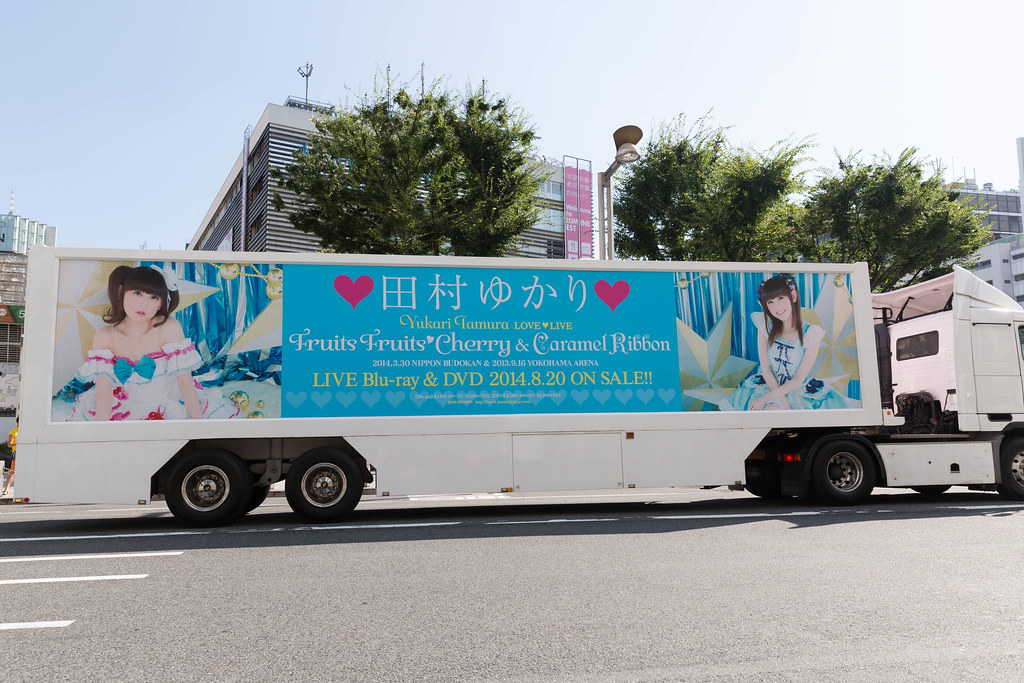 田村ゆかり
Yukari Tamura LOVE♥LIVE
Fruits Fruits♥Cherry & Caramel Ribbon
2014.3.30 NIPPON BUDOKAN & 2013.9.16 YOKOHAMA ARENA
LIVE Blu-ray & DVD 2014.8.20 ON SALE!!